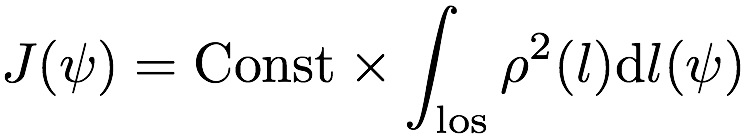 J(ψ) = Const × ∫_los ρ²(l)dl(ψ)